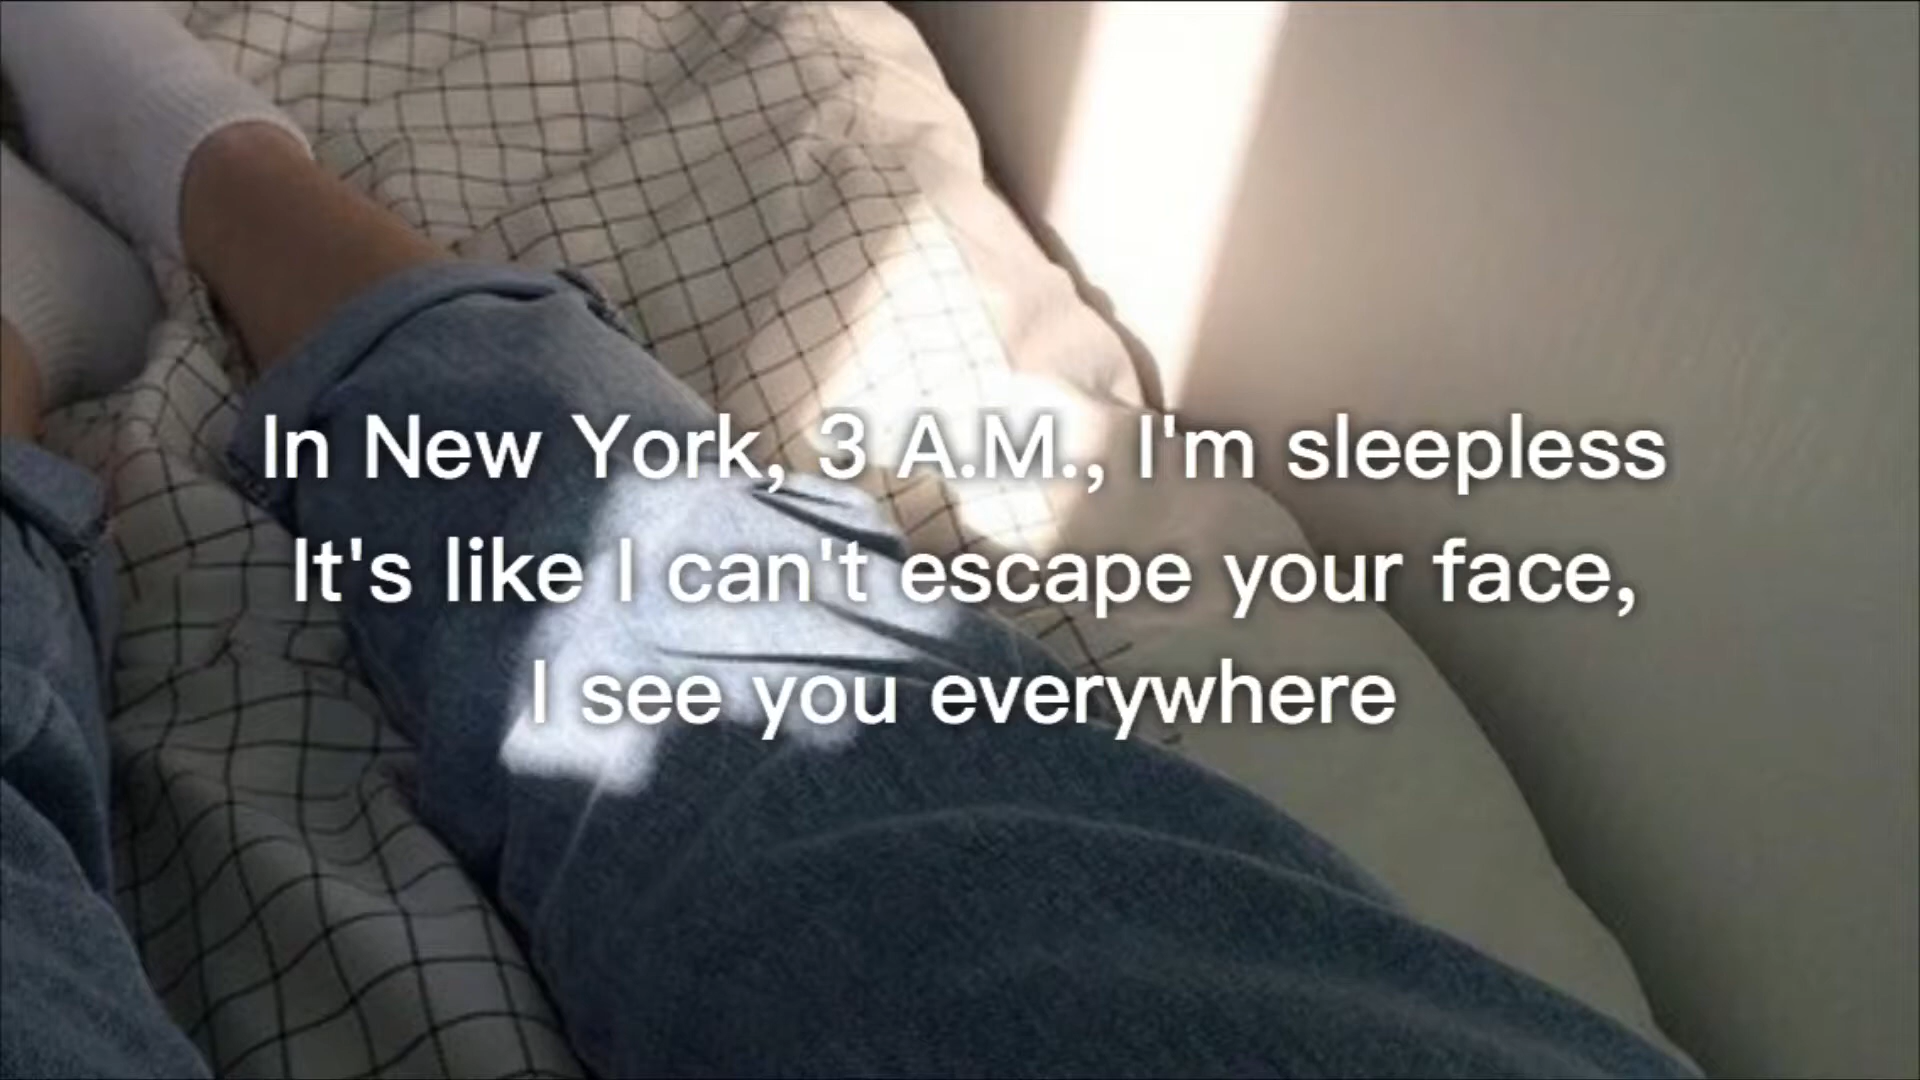 In New York, 3 A.M., I'm sleepless
It's like I can't escape your face,
I see you everywhere